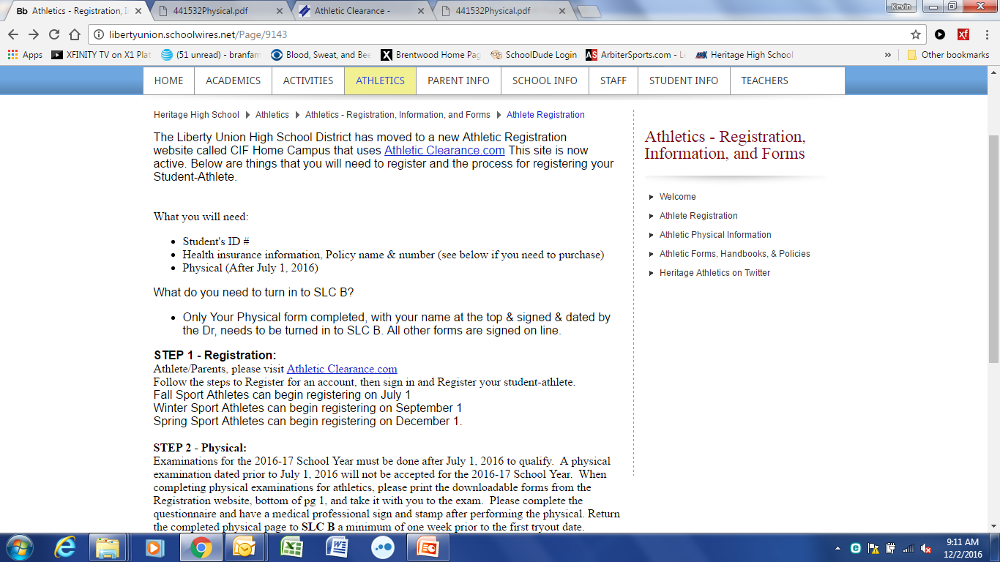 Bb Athletics - Registration, I
441532Physical.pdf
Athletic Clearance -
441532Physical.pdf
Kevin
libertyunion.schoolwires.net/Page/9143
xf
Apps
XFINITY TV on X1 Plat
(51 unread) - branfam
Blood, Sweat, and Bee
X Brentwood Home Pag
SchoolDude Login
AS ArbiterSports.com - Le
Heritage High School
»
Other bookmarks
HOME
ACADEMICS
ACTIVITIES
ATHLETICS
PARENT INFO
SCHOOL INFO
STAFF
STUDENT INFO
TEACHERS
Heritage High School
Athletics
Athletics - Registration, Information, and Forms
Athlete Registration
The Liberty Union High School District has moved to a new Athletic Registration
website called CIF Home Campus that uses Athletic Clearance.com This site is now
active. Below are things that you will need to register and the process for registering your
Student-Athlete.
What you will need:
• Student's ID #
• Health insurance information, Policy name & number (see below if you need to purchase)
• Physical (After July 1, 2016)
What do you need to turn in to SLC B?
• Only Your Physical form completed, with your name at the top & signed & dated by
the Dr, needs to be turned in to SLC B. All other forms are signed on line.
STEP 1 - Registration:
Athlete/Parents, please visit Athletic Clearance.com
Follow the steps to Register for an account, then sign in and Register your student-athlete.
Fall Sport Athletes can begin registering on July 1
Winter Sport Athletes can begin registering on September 1
Spring Sport Athletes can begin registering on December 1.
STEP 2 - Physical:
Examinations for the 2016-17 School Year must be done after July 1, 2016 to qualify. A physical
examination dated prior to July 1, 2016 will not be accepted for the 2016-17 School Year. When
completing physical examinations for athletics, please print the downloadable forms from the
Registration website, bottom of pg 1, and take it with you to the exam. Please complete the
questionnaire and have a medical professional sign and stamp after performing the physical. Return
the completed physical page to SLC B a minimum of one week prior to the first tryout date.
Athletics - Registration,
Information, and Forms
Welcome
Athlete Registration
Athletic Physical Information
Athletic Forms, Handbooks, & Policies
Heritage Athletics on Twitter
9:11 AM
12/2/2016